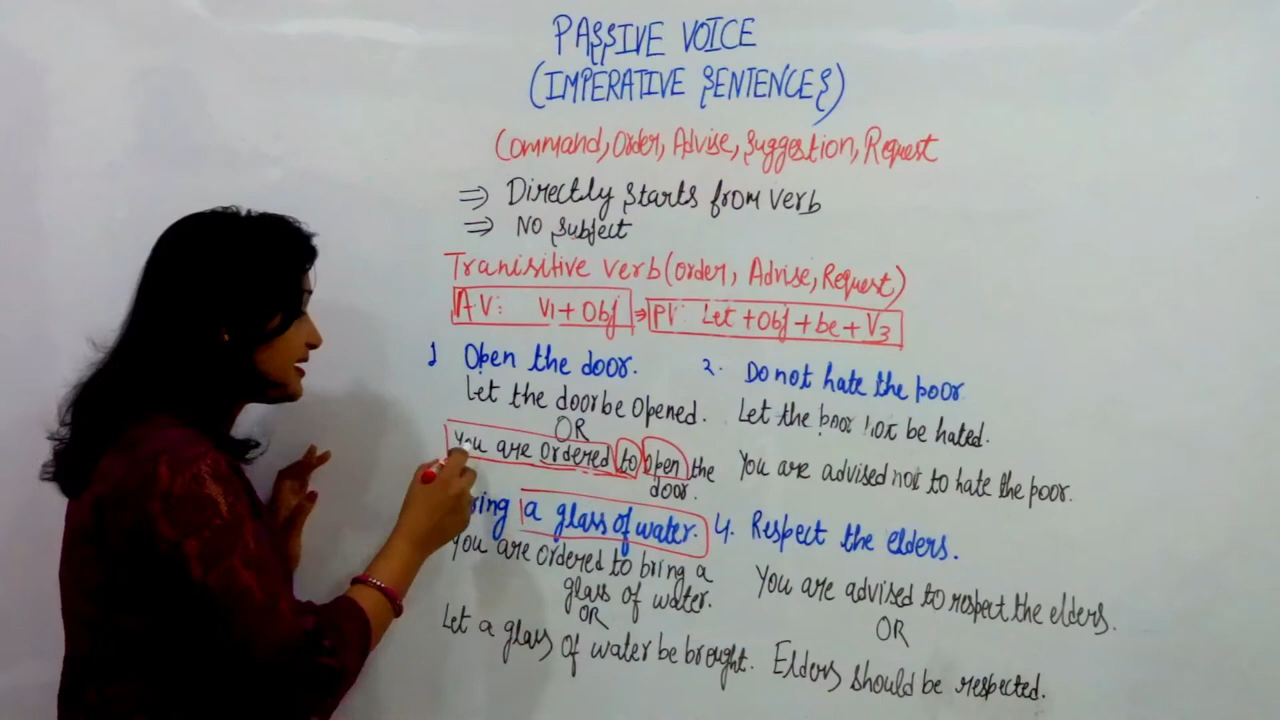 PASSIVE VOICE
(IMPERATIVE SENTENCES)
Command, Order, Advise, Suggestion, Request
⇒ Directly starts from verb
⇒ NO subject
Tranisitive verb (order, Advise, Request)
AV: V1 + Obj ⇒ PV: Let + Obj + be + V3
1 Open the door.
Let the door be opened.
OR
You are ordered to open the
door.
2. Do not hate the poor
Let the poor not be hated.
You are advised not to hate the poor.
a glass of water.
You are ordered to bring a
glass of water.
OR
Let a glass of water be brought.
4. Respect the elders.
You are advised to respect the elders.
OR
Elders should be respected.